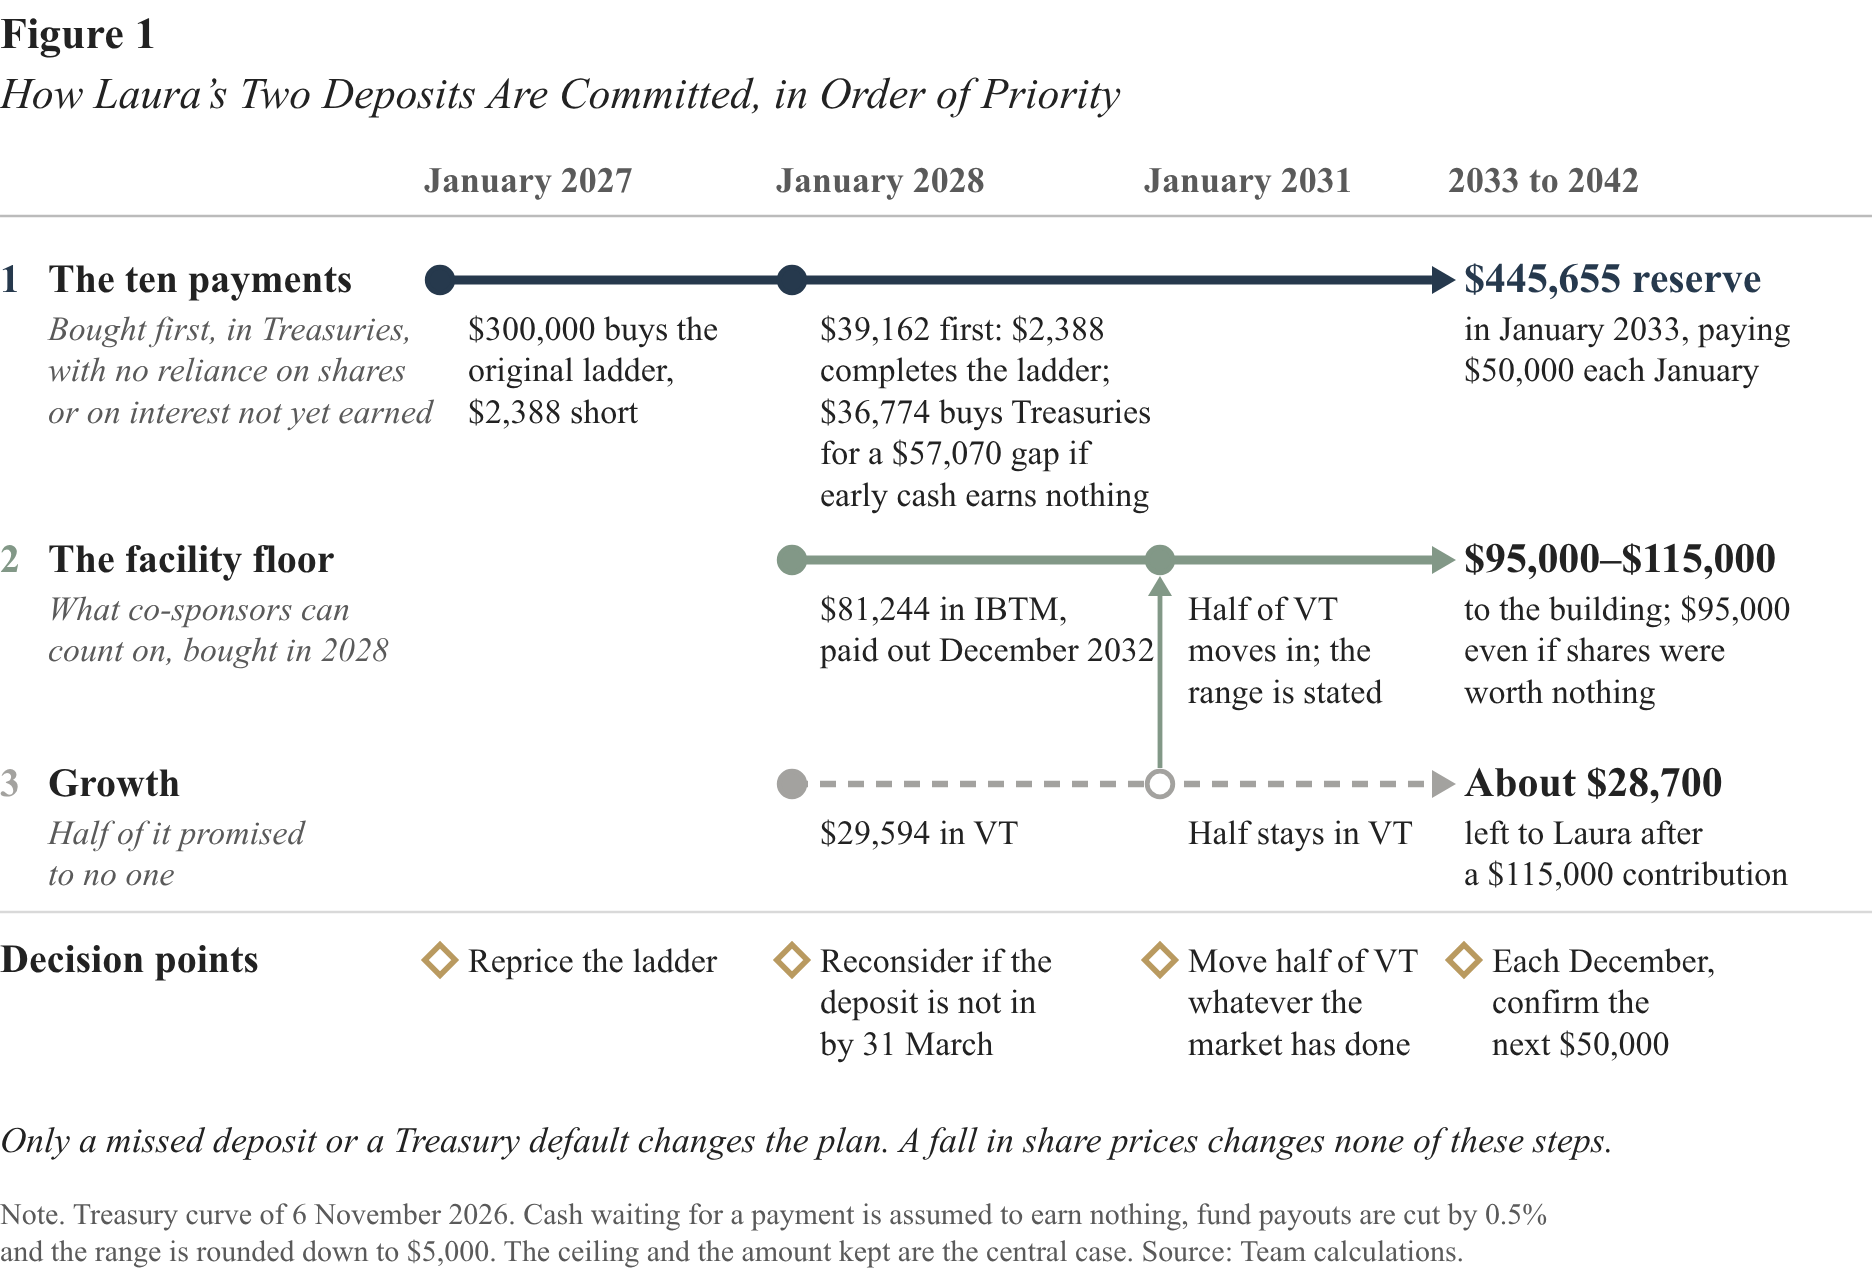 Figure 1
How Laura’s Two Deposits Are Committed, in Order of Priority
January 2027
January 2028
January 2031
2033 to 2042
1 The ten payments
Bought first, in Treasuries,
with no reliance on shares
or on interest not yet earned
$300,000 buys the
original ladder,
$2,388 short
$39,162 first: $2,388
completes the ladder;
$36,774 buys Treasuries
for a $57,070 gap if
early cash earns nothing
$445,655 reserve
in January 2033, paying
$50,000 each January
2 The facility floor
What co-sponsors can
count on, bought in 2028
$81,244 in IBTM,
paid out December 2032
Half of VT
moves in; the
range is stated
$95,000–$115,000
to the building; $95,000
even if shares were
worth nothing
3 Growth
Half of it promised
to no one
$29,594 in VT
Half stays in VT
About $28,700
left to Laura after
a $115,000 contribution
Decision points
Reprice the ladder
Reconsider if the
deposit is not in
by 31 March
Move half of VT
whatever the
market has done
Each December,
confirm the
next $50,000
Only a missed deposit or a Treasury default changes the plan. A fall in share prices changes none of these steps.
Note. Treasury curve of 6 November 2026. Cash waiting for a payment is assumed to earn nothing, fund payouts are cut by 0.5%
and the range is rounded down to $5,000. The ceiling and the amount kept are the central case. Source: Team calculations.